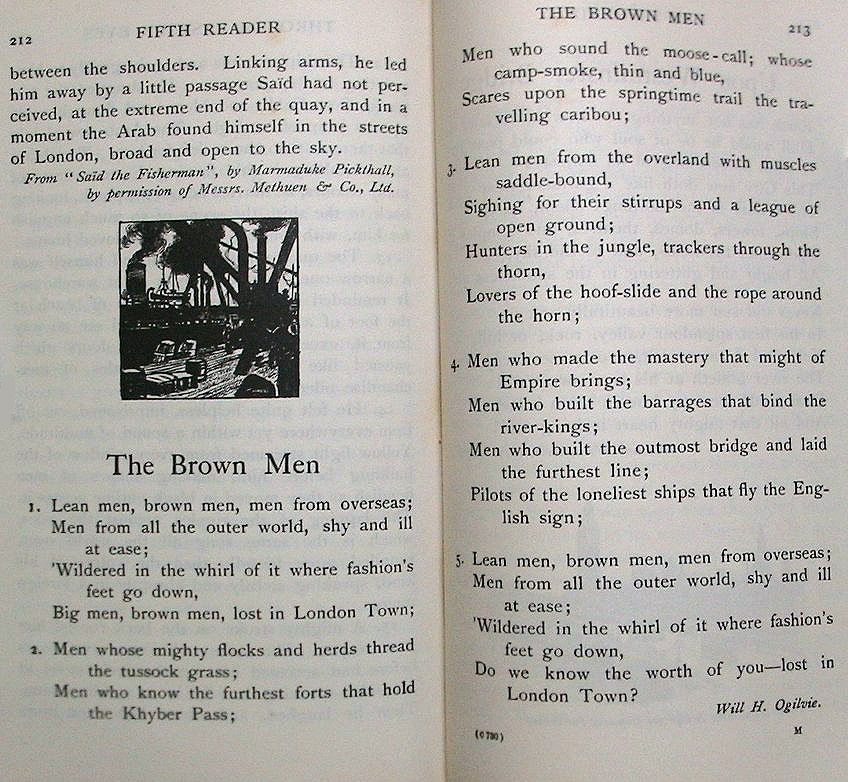 212
FIFTH READER
between the shoulders. Linking arms, he led
him away by a little passage Saïd had not per-
ceived, at the extreme end of the quay, and in a
moment the Arab found himself in the streets
of London, broad and open to the sky.
From "Saïd the Fisherman", by Marmaduke Pickthall,
by permission of Messrs. Methuen & Co., Ltd.
The Brown Men
1. Lean men, brown men, men from overseas;
Men from all the outer world, shy and ill
at ease;
'Wildered in the whirl of it where fashion's
feet go down,
Big men, brown men, lost in London Town;
2. Men whose mighty flocks and herds thread
the tussock grass;
Men who know the furthest forts that hold
the Khyber Pass;
THE BROWN MEN
213
Men who sound the moose-call; whose
camp-smoke, thin and blue,
Scares upon the springtime trail the tra-
velling caribou;
3. Lean men from the overland with muscles
saddle-bound,
Sighing for their stirrups and a league of
open ground;
Hunters in the jungle, trackers through the
thorn,
Lovers of the hoof-slide and the rope around
the horn;
4. Men who made the mastery that might of
Empire brings;
Men who built the barrages that bind the
river-kings;
Men who built the outmost bridge and laid
the furthest line;
Pilots of the loneliest ships that fly the Eng-
lish sign;
5. Lean men, brown men, men from overseas;
Men from all the outer world, shy and ill
at ease;
'Wildered in the whirl of it where fashion's
feet go down,
Do we know the worth of you—lost in
London Town?
Will H. Ogilvie.
(C 780)
M